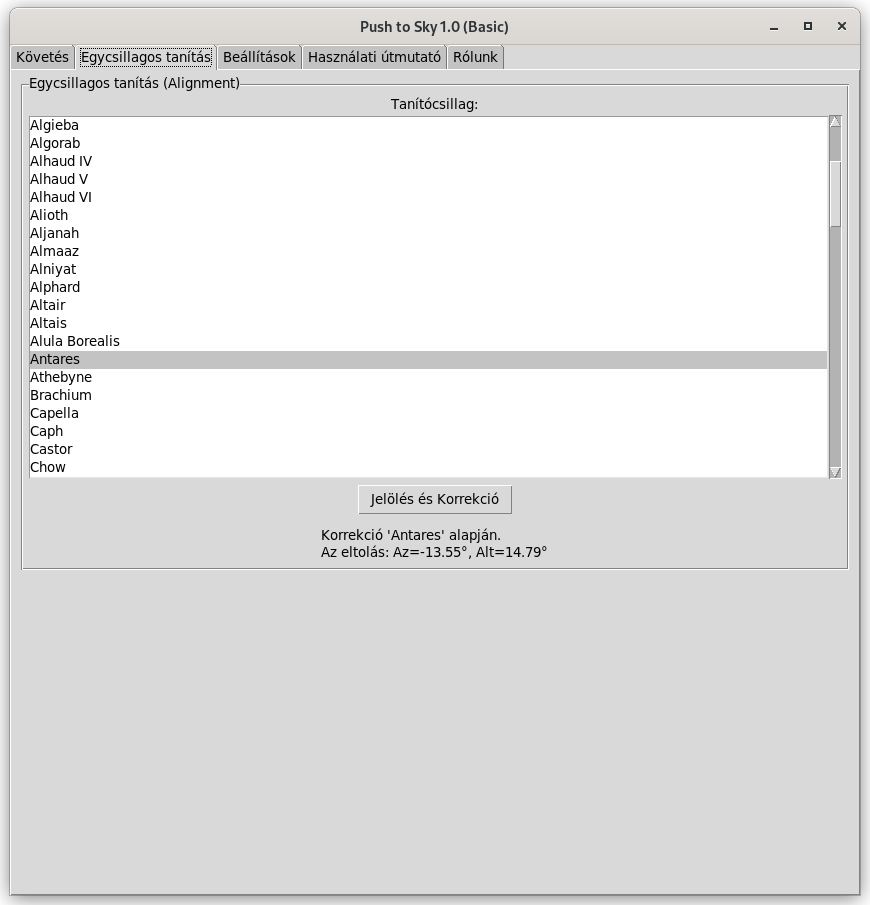 Push to Sky 1.0 (Basic)
Követés Egycsillagos tanítás Beállítások Használati útmutató Rólunk
Egycsillagos tanítás (Alignment)
Tanítócsillag:
Algieba
Algorab
Alhaud IV
Alhaud V
Alhaud VI
Alioth
Aljanah
Almaaz
Alniyat
Alphard
Altair
Altais
Alula Borealis
Antares
Athebyne
Brachium
Capella
Caph
Castor
Chow
Jelölés és Korrekció
Korrekció 'Antares' alapján.
Az eltolás: Az=-13.55°, Alt=14.79°